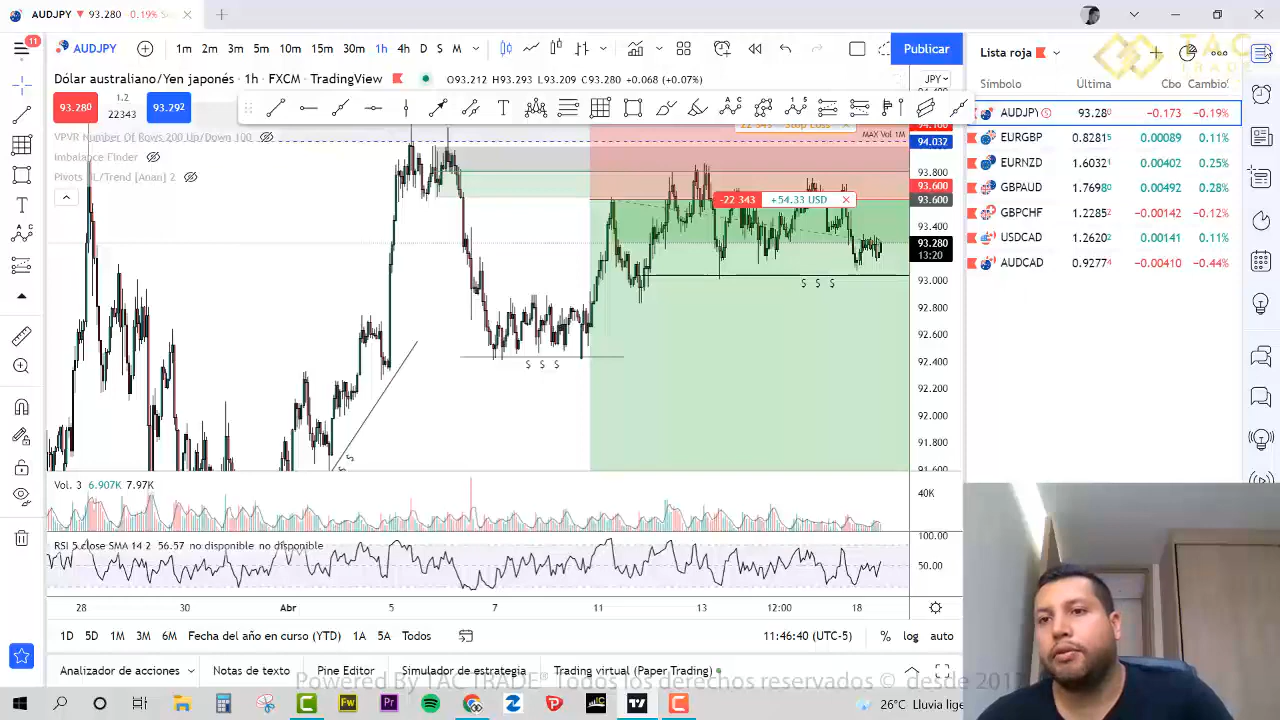 AUDJPY ▼ 93.280 −0.19%
11
AUDJPY
1m 2m 3m 5m 10m 15m 30m 1h 4h D S M
Publicar
Lista roja
TAC
TRADE
Dólar australiano/Yen japonés · 1h · FXCM · TradingView
O93.212 H93.293 L93.209 C93.280 +0.068 (+0.07%)
JPY
Símbolo Última Cbo Cambio%
93.280 1.2 22343 93.292
AUDJPY 93.280 −0.173 −0.19%
EURGBP 0.82815 0.00089 0.11%
EURNZD 1.60321 0.00402 0.25%
GBPAUD 1.76980 0.00492 0.28%
GBPCHF 1.22852 −0.00142 −0.12%
USDCAD 1.26202 0.00141 0.11%
AUDCAD 0.92774 −0.00410 −0.44%
VPVR Number Of Rows 200 Up/Down 100
Imbalance Finder
22 343 Stop Loss
MAX Vol 1M
94.032
93.800
93.600
93.600
93.400
93.280
13:20
93.000
92.800
92.600
92.400
92.200
92.000
91.800
91.600
-22 343 +54.33 USD
$ $ $
$ $ $
Vol. 3 6.907K 7.97K
40K
RSI 5 close SMA 14 2 56.57 no disponible no disponible
100.00
50.00
28 30 Abr 5 7 11 13 12:00 18
1D 5D 1M 3M 6M Fecha del año en curso (YTD) 1A 5A Todos
11:46:40 (UTC-5) % log auto
Analizador de acciones Notas de texto Pine Editor Simulador de estrategia Trading virtual (Paper Trading)
Powered By TAC TRADE® Todos los derechos reservados © desde
26°C Lluvia lige